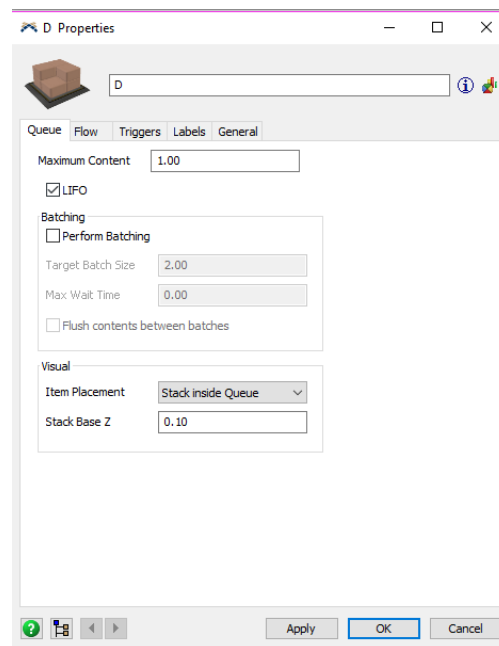 D Properties
D
Queue Flow Triggers Labels General
Maximum Content 1.00
LIFO
Batching
Perform Batching
Target Batch Size 2.00
Max Wait Time 0.00
Flush contents between batches
Visual
Item Placement Stack inside Queue
Stack Base Z 0.10
Apply OK Cancel